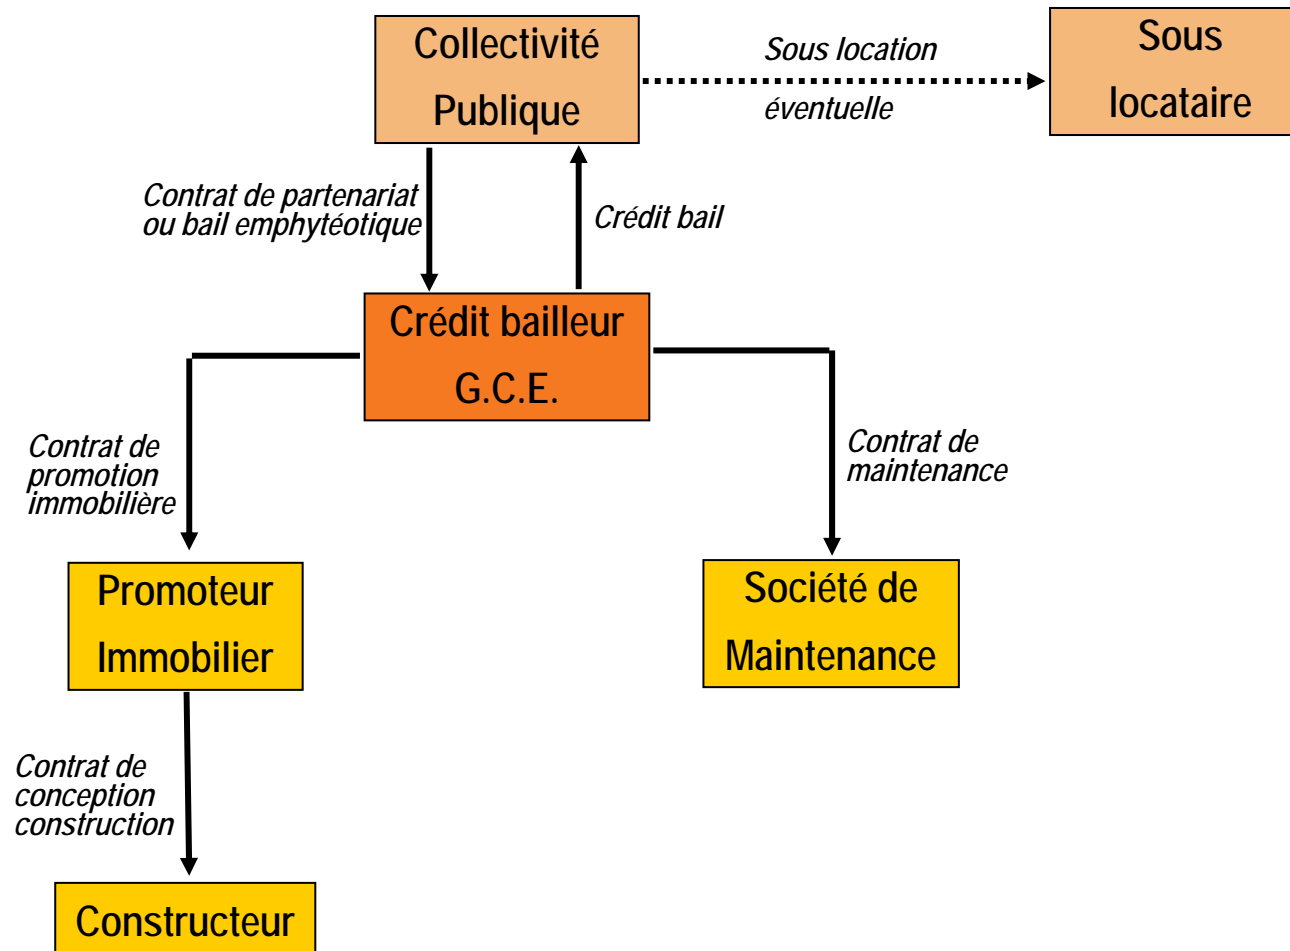 Collectivité
Publique
Sous location
éventuelle
Sous
locataire
Contrat de partenariat
ou bail emphytéotique
Crédit bail
Crédit bailleur
G.C.E.
Contrat de
promotion
immobilière
Contrat de
maintenance
Promoteur
Immobilier
Société de
Maintenance
Contrat de
conception
construction
Constructeur